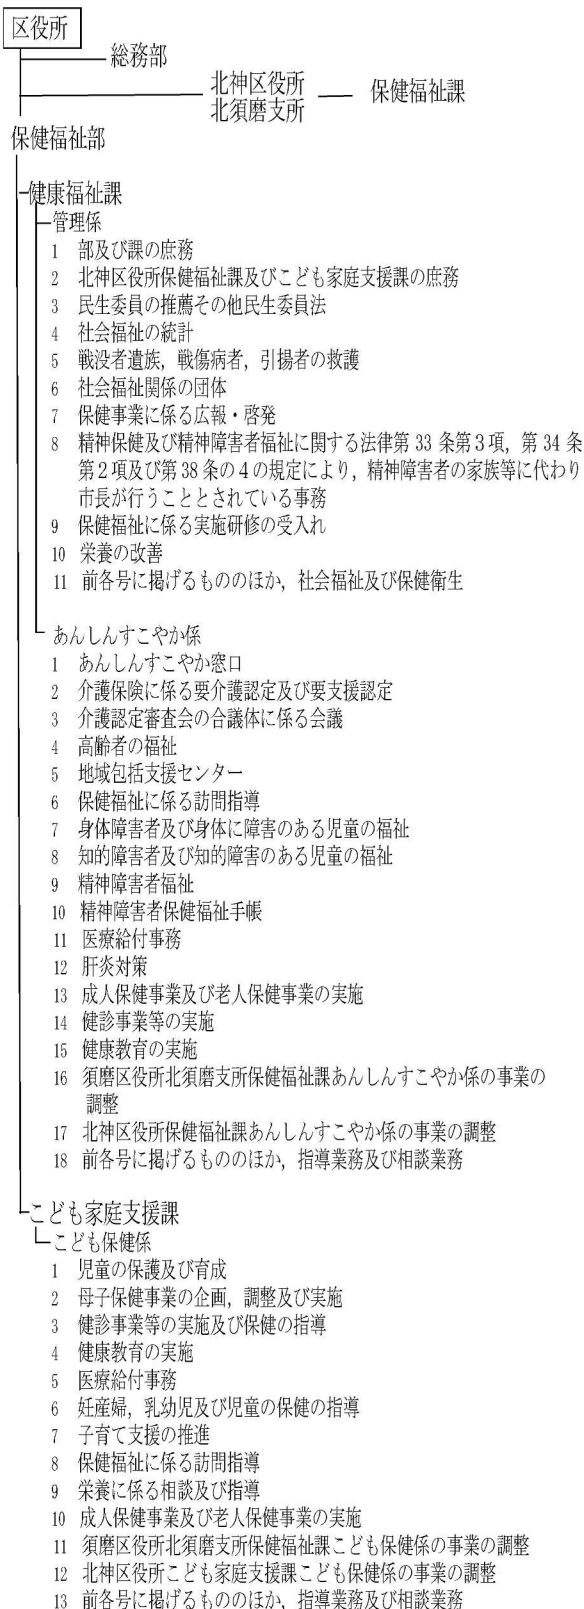 区役所
総務部
北神区役所
北須磨支所
保健福祉課
保健福祉部
健康福祉課
管理係
1 部及び課の庶務
2 北神区役所保健福祉課及びこども家庭支援課の庶務
3 民生委員の推薦その他民生委員法
4 社会福祉の統計
5 戦没者遺族，戦傷病者，引揚者の救護
6 社会福祉関係の団体
7 保健事業に係る広報・啓発
8 精神保健及び精神障害者福祉に関する法律第 33 条第３項，第 34 条
第２項及び第 38 条の４の規定により，精神障害者の家族等に代わり
市長が行うこととされている事務
9 保健福祉に係る実施研修の受入れ
10 栄養の改善
11 前各号に掲げるもののほか，社会福祉及び保健衛生
あんしんすこやか係
1 あんしんすこやか窓口
2 介護保険に係る要介護認定及び要支援認定
3 介護認定審査会の合議体に係る会議
4 高齢者の福祉
5 地域包括支援センター
6 保健福祉に係る訪問指導
7 身体障害者及び身体に障害のある児童の福祉
8 知的障害者及び知的障害のある児童の福祉
9 精神障害者福祉
10 精神障害者保健福祉手帳
11 医療給付事務
12 肝炎対策
13 成人保健事業及び老人保健事業の実施
14 健診事業等の実施
15 健康教育の実施
16 須磨区役所北須磨支所保健福祉課あんしんすこやか係の事業の
調整
17 北神区役所保健福祉課あんしんすこやか係の事業の調整
18 前各号に掲げるもののほか，指導業務及び相談業務
こども家庭支援課
こども保健係
1 児童の保護及び育成
2 母子保健事業の企画，調整及び実施
3 健診事業等の実施及び保健の指導
4 健康教育の実施
5 医療給付事務
6 妊産婦，乳幼児及び児童の保健の指導
7 子育て支援の推進
8 保健福祉に係る訪問指導
9 栄養に係る相談及び指導
10 成人保健事業及び老人保健事業の実施
11 須磨区役所北須磨支所保健福祉課こども保健係の事業の調整
12 北神区役所こども家庭支援課こども保健係の事業の調整
13 前各号に掲げるもののほか，指導業務及び相談業務